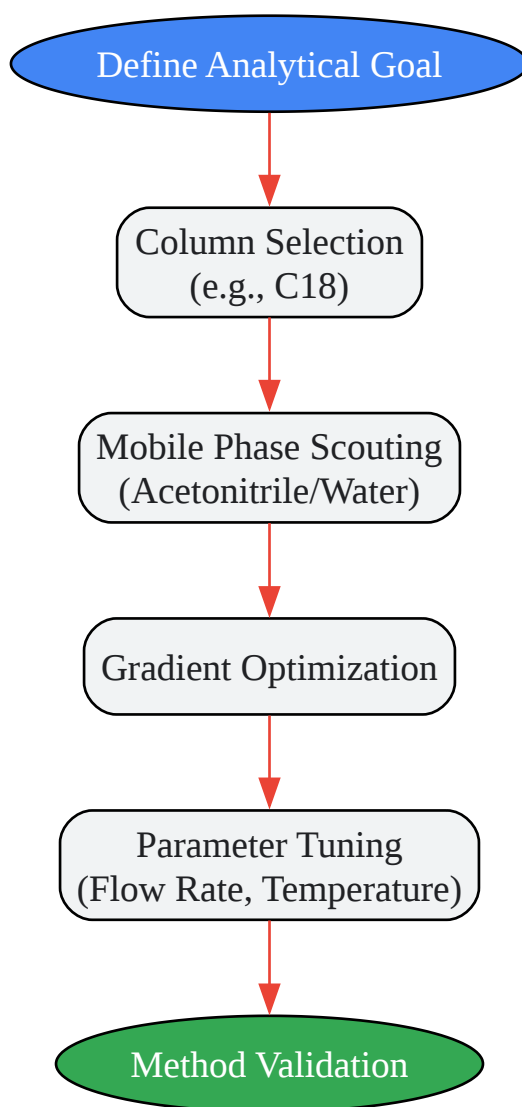 Define Analytical Goal
Column Selection
(e.g., C18)
Mobile Phase Scouting
(Acetonitrile/Water)
Gradient Optimization
Parameter Tuning
(Flow Rate, Temperature)
Method Validation